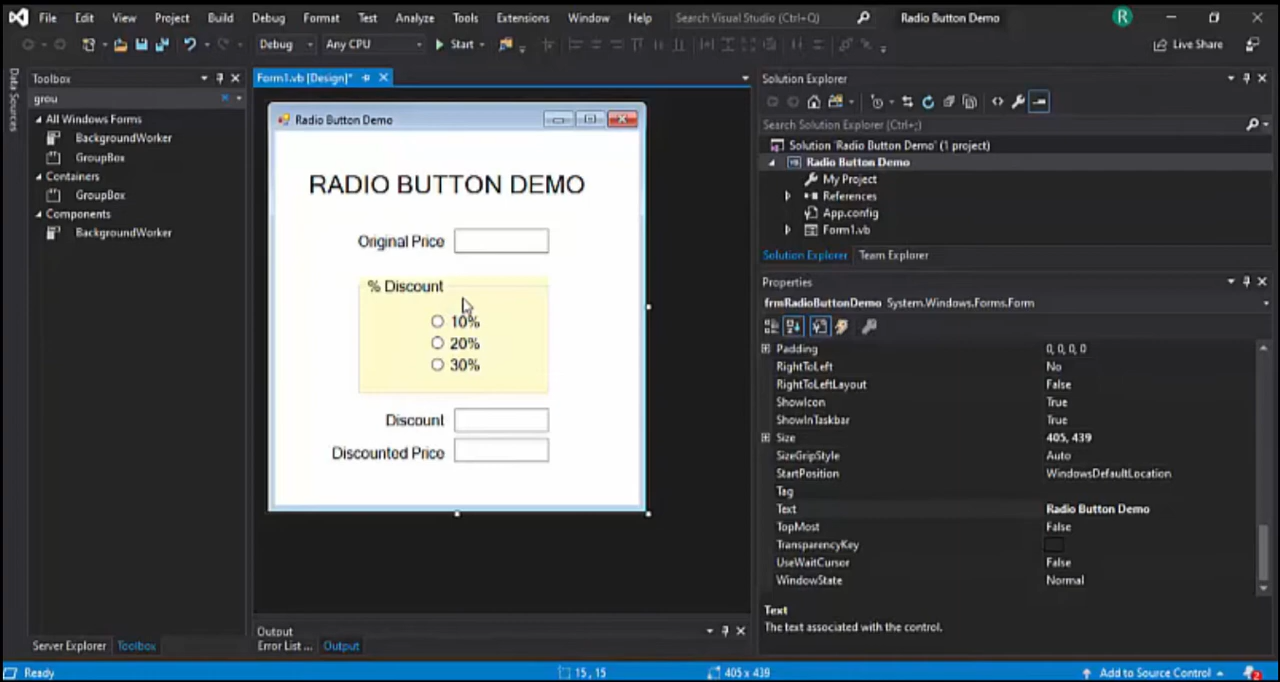 File Edit View Project Build Debug Format Test Analyze Tools Extensions Window Help Search Visual Studio (Ctrl+Q) Radio Button Demo R
Debug Any CPU Start Live Share
Data Sources
Toolbox
grou
All Windows Forms
BackgroundWorker
GroupBox
Containers
GroupBox
Components
BackgroundWorker
Server Explorer Toolbox
Form1.vb [Design]*
Radio Button Demo
RADIO BUTTON DEMO
Original Price
% Discount
10%
20%
30%
Discount
Discounted Price
Output
Error List ... Output
Solution Explorer
Search Solution Explorer (Ctrl+;)
Solution 'Radio Button Demo' (1 project)
VB Radio Button Demo
My Project
References
App.config
Form1.vb
Solution Explorer Team Explorer
Properties
frmRadioButtonDemo System.Windows.Forms.Form
Padding 0, 0, 0, 0
RightToLeft No
RightToLeftLayout False
ShowIcon True
ShowInTaskbar True
Size 405, 439
SizeGripStyle Auto
StartPosition WindowsDefaultLocation
Tag
Text Radio Button Demo
TopMost False
TransparencyKey
UseWaitCursor False
WindowState Normal
Text
The text associated with the control.
Ready 15, 15 405 x 439 Add to Source Control 2